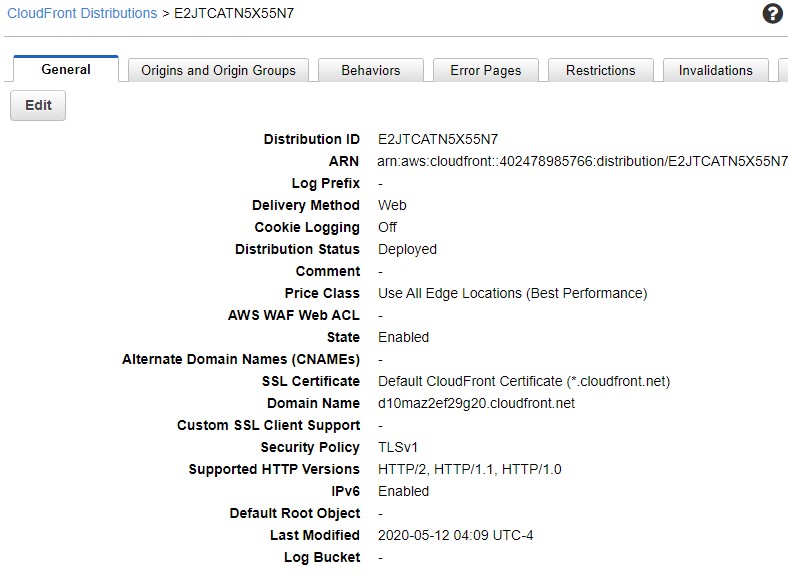 CloudFront Distributions > E2JTCATN5X55N7
General Origins and Origin Groups Behaviors Error Pages Restrictions Invalidations
Edit
Distribution ID E2JTCATN5X55N7
ARN arn:aws:cloudfront::402478985766:distribution/E2JTCATN5X55N7
Log Prefix -
Delivery Method Web
Cookie Logging Off
Distribution Status Deployed
Comment -
Price Class Use All Edge Locations (Best Performance)
AWS WAF Web ACL -
State Enabled
Alternate Domain Names (CNAMEs) -
SSL Certificate Default CloudFront Certificate (*.cloudfront.net)
Domain Name d10maz2ef29g20.cloudfront.net
Custom SSL Client Support -
Security Policy TLSv1
Supported HTTP Versions HTTP/2, HTTP/1.1, HTTP/1.0
IPv6 Enabled
Default Root Object -
Last Modified 2020-05-12 04:09 UTC-4
Log Bucket -